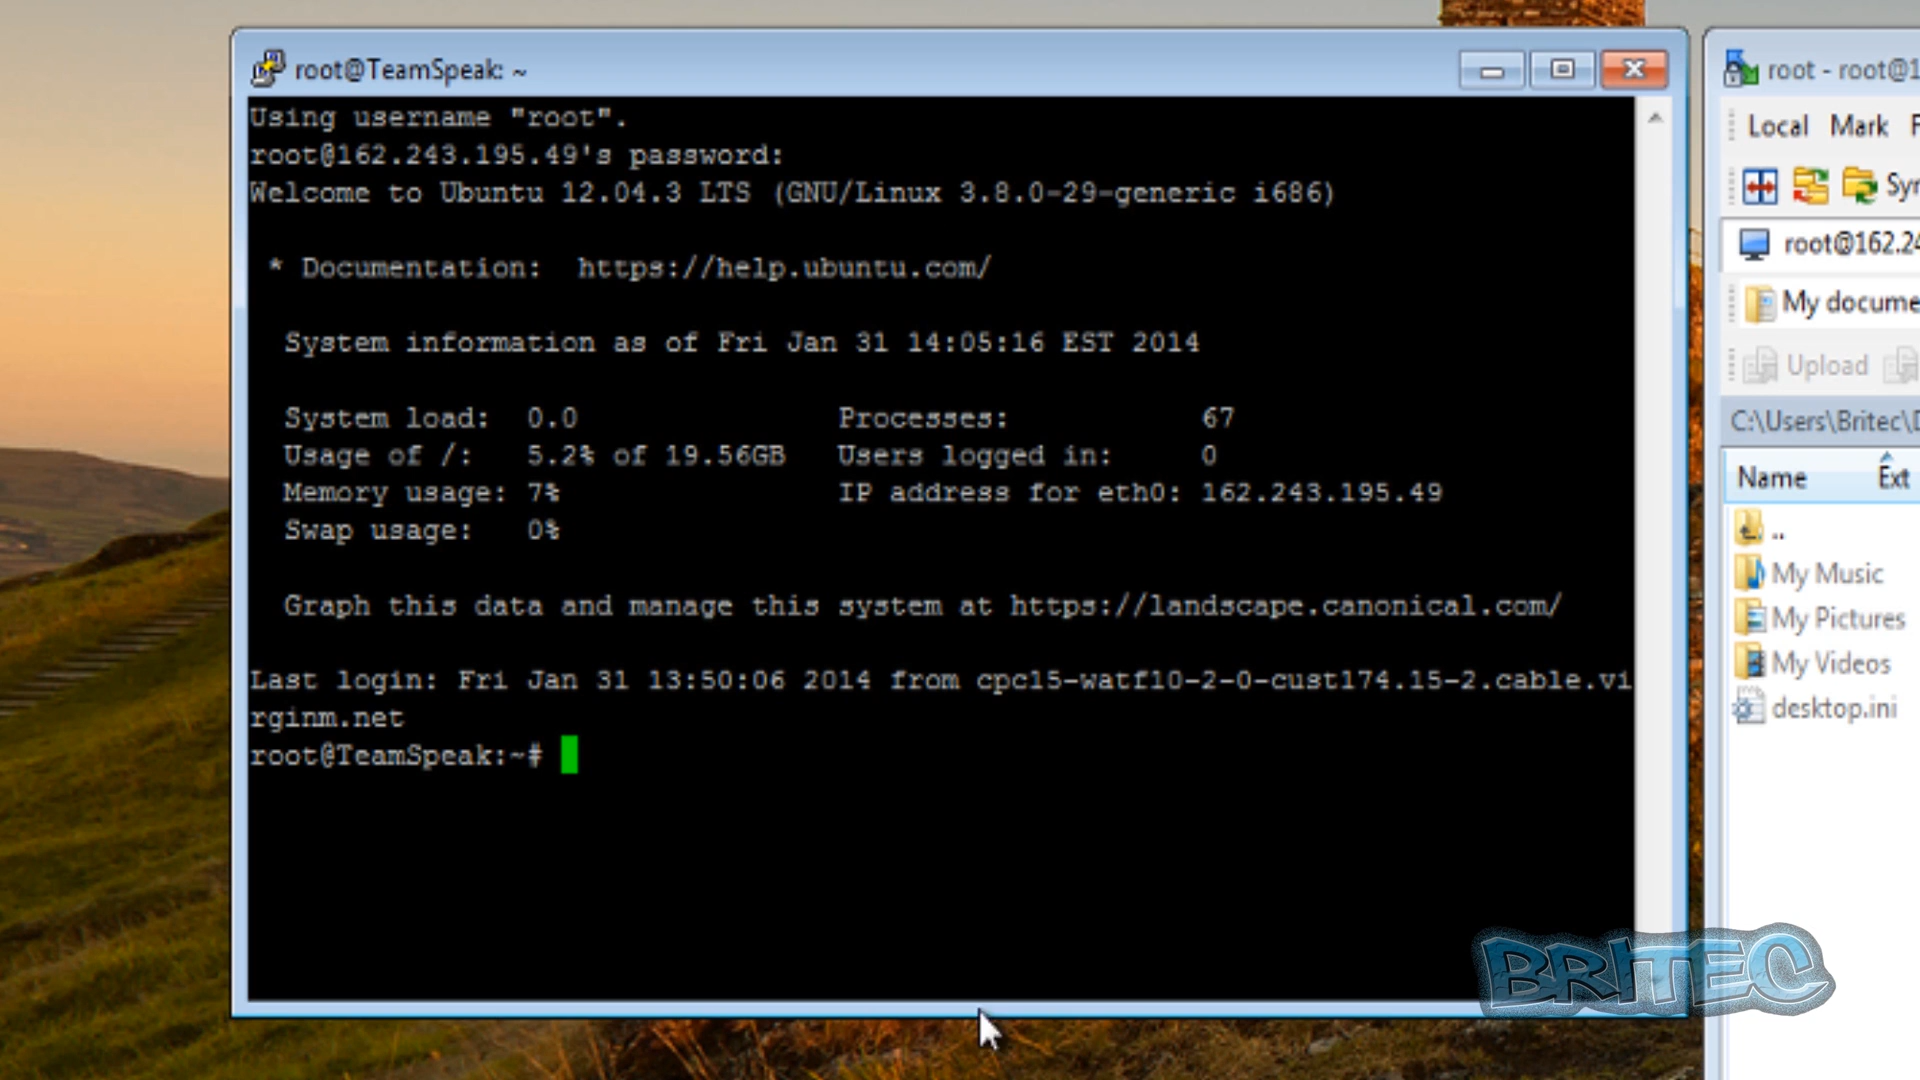 root@TeamSpeak: ~
Using username "root".
root@162.243.195.49's password:
Welcome to Ubuntu 12.04.3 LTS (GNU/Linux 3.8.0-29-generic i686)
* Documentation: https://help.ubuntu.com/
System information as of Fri Jan 31 14:05:16 EST 2014
System load: 0.0 Processes: 67
Usage of /: 5.2% of 19.56GB Users logged in: 0
Memory usage: 7% IP address for eth0: 162.243.195.49
Swap usage: 0%
Graph this data and manage this system at https://landscape.canonical.com/
Last login: Fri Jan 31 13:50:06 2014 from cpc15-watf10-2-0-cust174.15-2.cable.vi
rginm.net
root@TeamSpeak:~#
root - root@1
Local Mark F
Syn
root@162.24
My docume
Upload
C:\Users\Britec\D
Name Ext
..
My Music
My Pictures
My Videos
desktop.ini
BRITEC